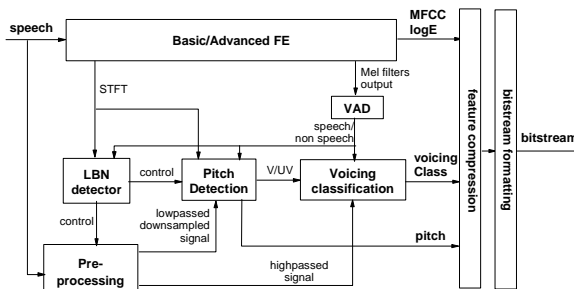 speech
Basic/Advanced FE
MFCC
logE
STFT
Mel filters
output
VAD
speech/
non speech
LBN
detector
control
Pitch
Detection
V/UV
Voicing
classification
voicing
Class
control
lowpassed
downsampled
signal
pitch
Pre-
processing
highpassed
signal
feature compression
bitstream formatting
bitstream